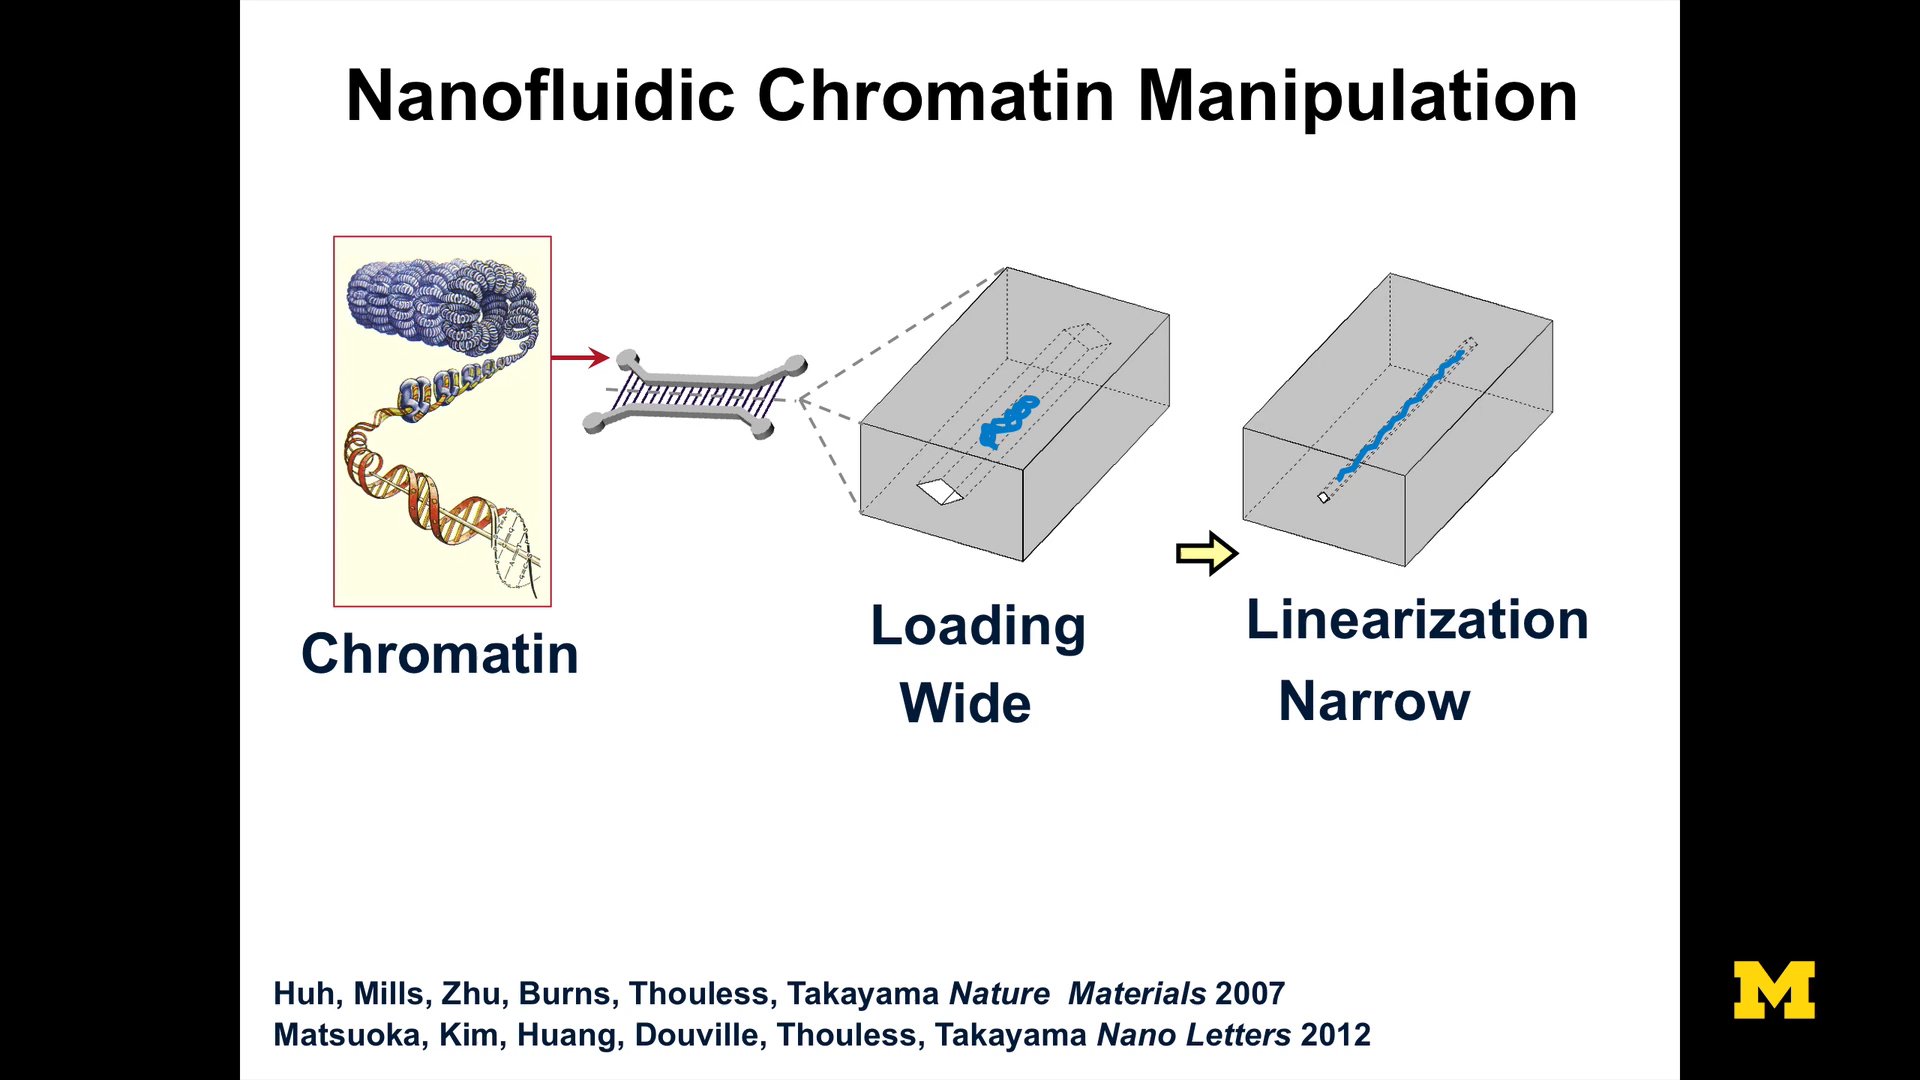 Nanofluidic Chromatin Manipulation
Chromatin
Loading
Wide
Linearization
Narrow
Huh, Mills, Zhu, Burns, Thouless, Takayama Nature Materials 2007
Matsuoka, Kim, Huang, Douville, Thouless, Takayama Nano Letters 2012
M